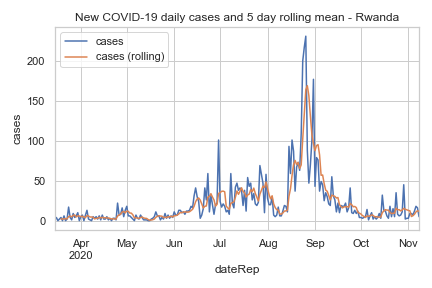 New COVID-19 daily cases and 5 day rolling mean - Rwanda
cases
cases (rolling)
200
150
100
50
0
cases
Apr
2020
May
Jun
Jul
Aug
Sep
Oct
Nov
dateRep